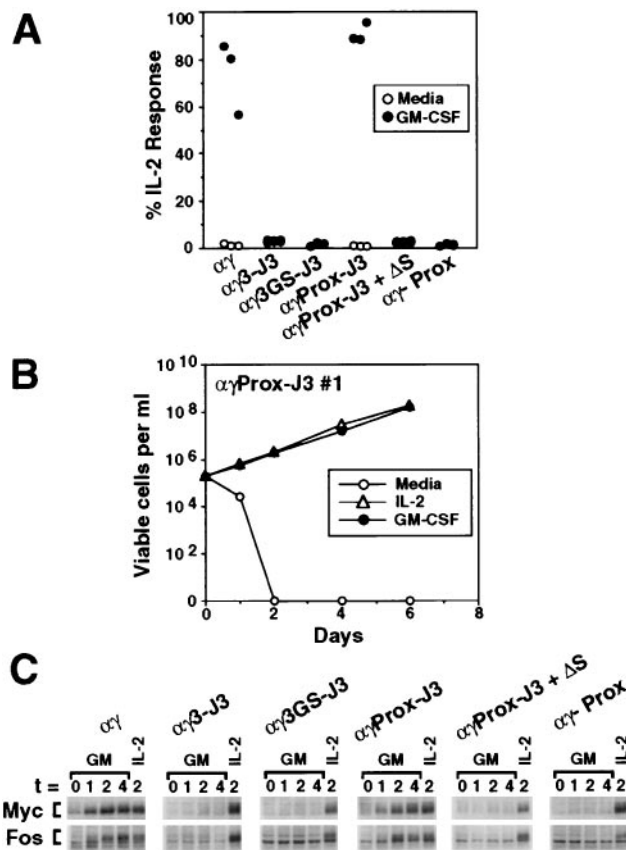 A
% IL-2 Response
100
80
60
40
20
0
○ Media
● GM-CSF
αγ
αγ3-J3
αγ3GS-J3
αγProx-J3
αγProx-J3 + ΔS
αγ- Prox
B
αγProx-J3 #1
Viable cells per ml
10^10
10^8
10^6
10^4
10^2
0
Media
IL-2
GM-CSF
0 2 4 6 8
Days
C
αγ αγ3-J3 αγ3GS-J3 αγProx-J3 αγProx-J3 + ΔS αγ- Prox
GM IL-2 GM IL-2 GM IL-2 GM IL-2 GM IL-2 GM IL-2
t = 0 1 2 4 2 0 1 2 4 2 0 1 2 4 2 0 1 2 4 2 0 1 2 4 2 0 1 2 4 2
Myc [
Fos [